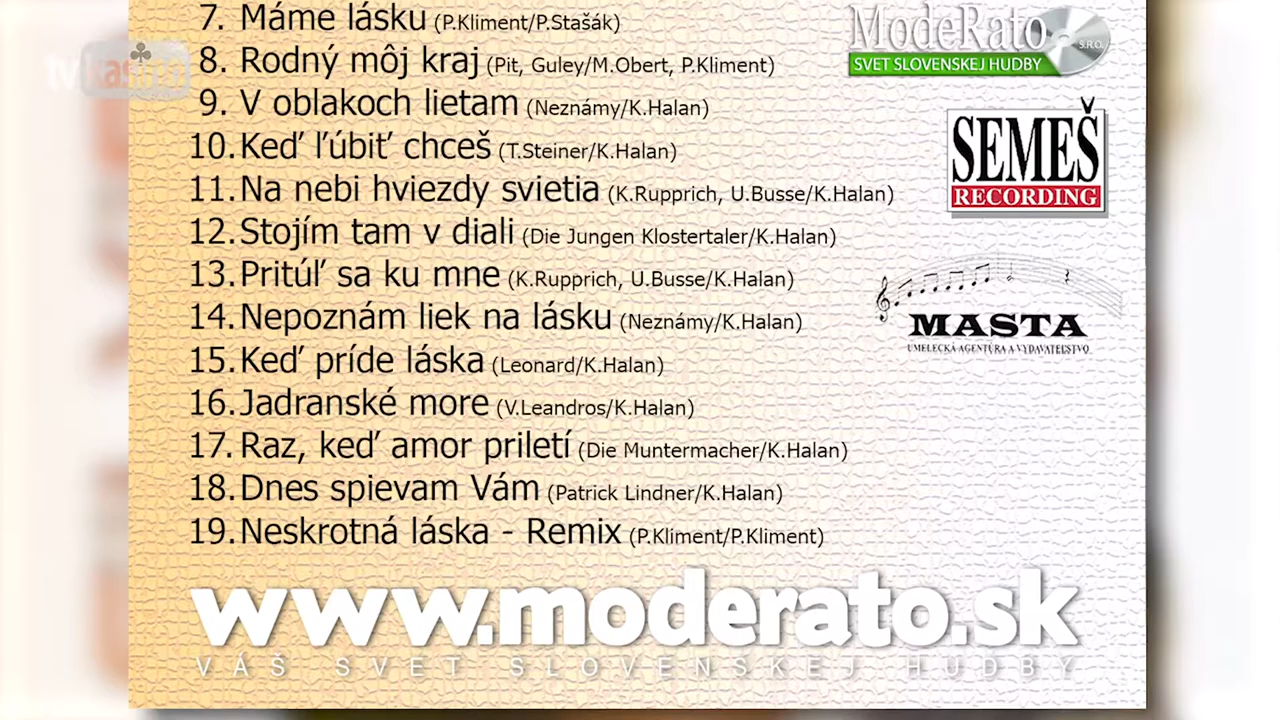 7. Máme lásku (P.Kliment/P.Stašák)
8. Rodný môj kraj (Pit, Guley/M.Obert, P.Kliment)
9. V oblakoch lietam (Neznámy/K.Halan)
10. Keď ľúbiť chceš (T.Steiner/K.Halan)
11. Na nebi hviezdy svietia (K.Rupprich, U.Busse/K.Halan)
12. Stojím tam v diali (Die Jungen Klostertaler/K.Halan)
13. Pritúľ sa ku mne (K.Rupprich, U.Busse/K.Halan)
14. Nepoznám liek na lásku (Neznámy/K.Halan)
15. Keď príde láska (Leonard/K.Halan)
16. Jadranské more (V.Leandros/K.Halan)
17. Raz, keď amor priletí (Die Muntermacher/K.Halan)
18. Dnes spievam Vám (Patrick Lindner/K.Halan)
19. Neskrotná láska - Remix (P.Kliment/P.Kliment)
www.moderato.sk
VÁŠ SVET SLOVENSKEJ HUDBY
ModeRato S.R.O.
SVET SLOVENSKEJ HUDBY
SEMEŠ
RECORDING
MASTA
UMELECKÁ AGENTÚRA A VYDAVATEĽSTVO
tvkasino